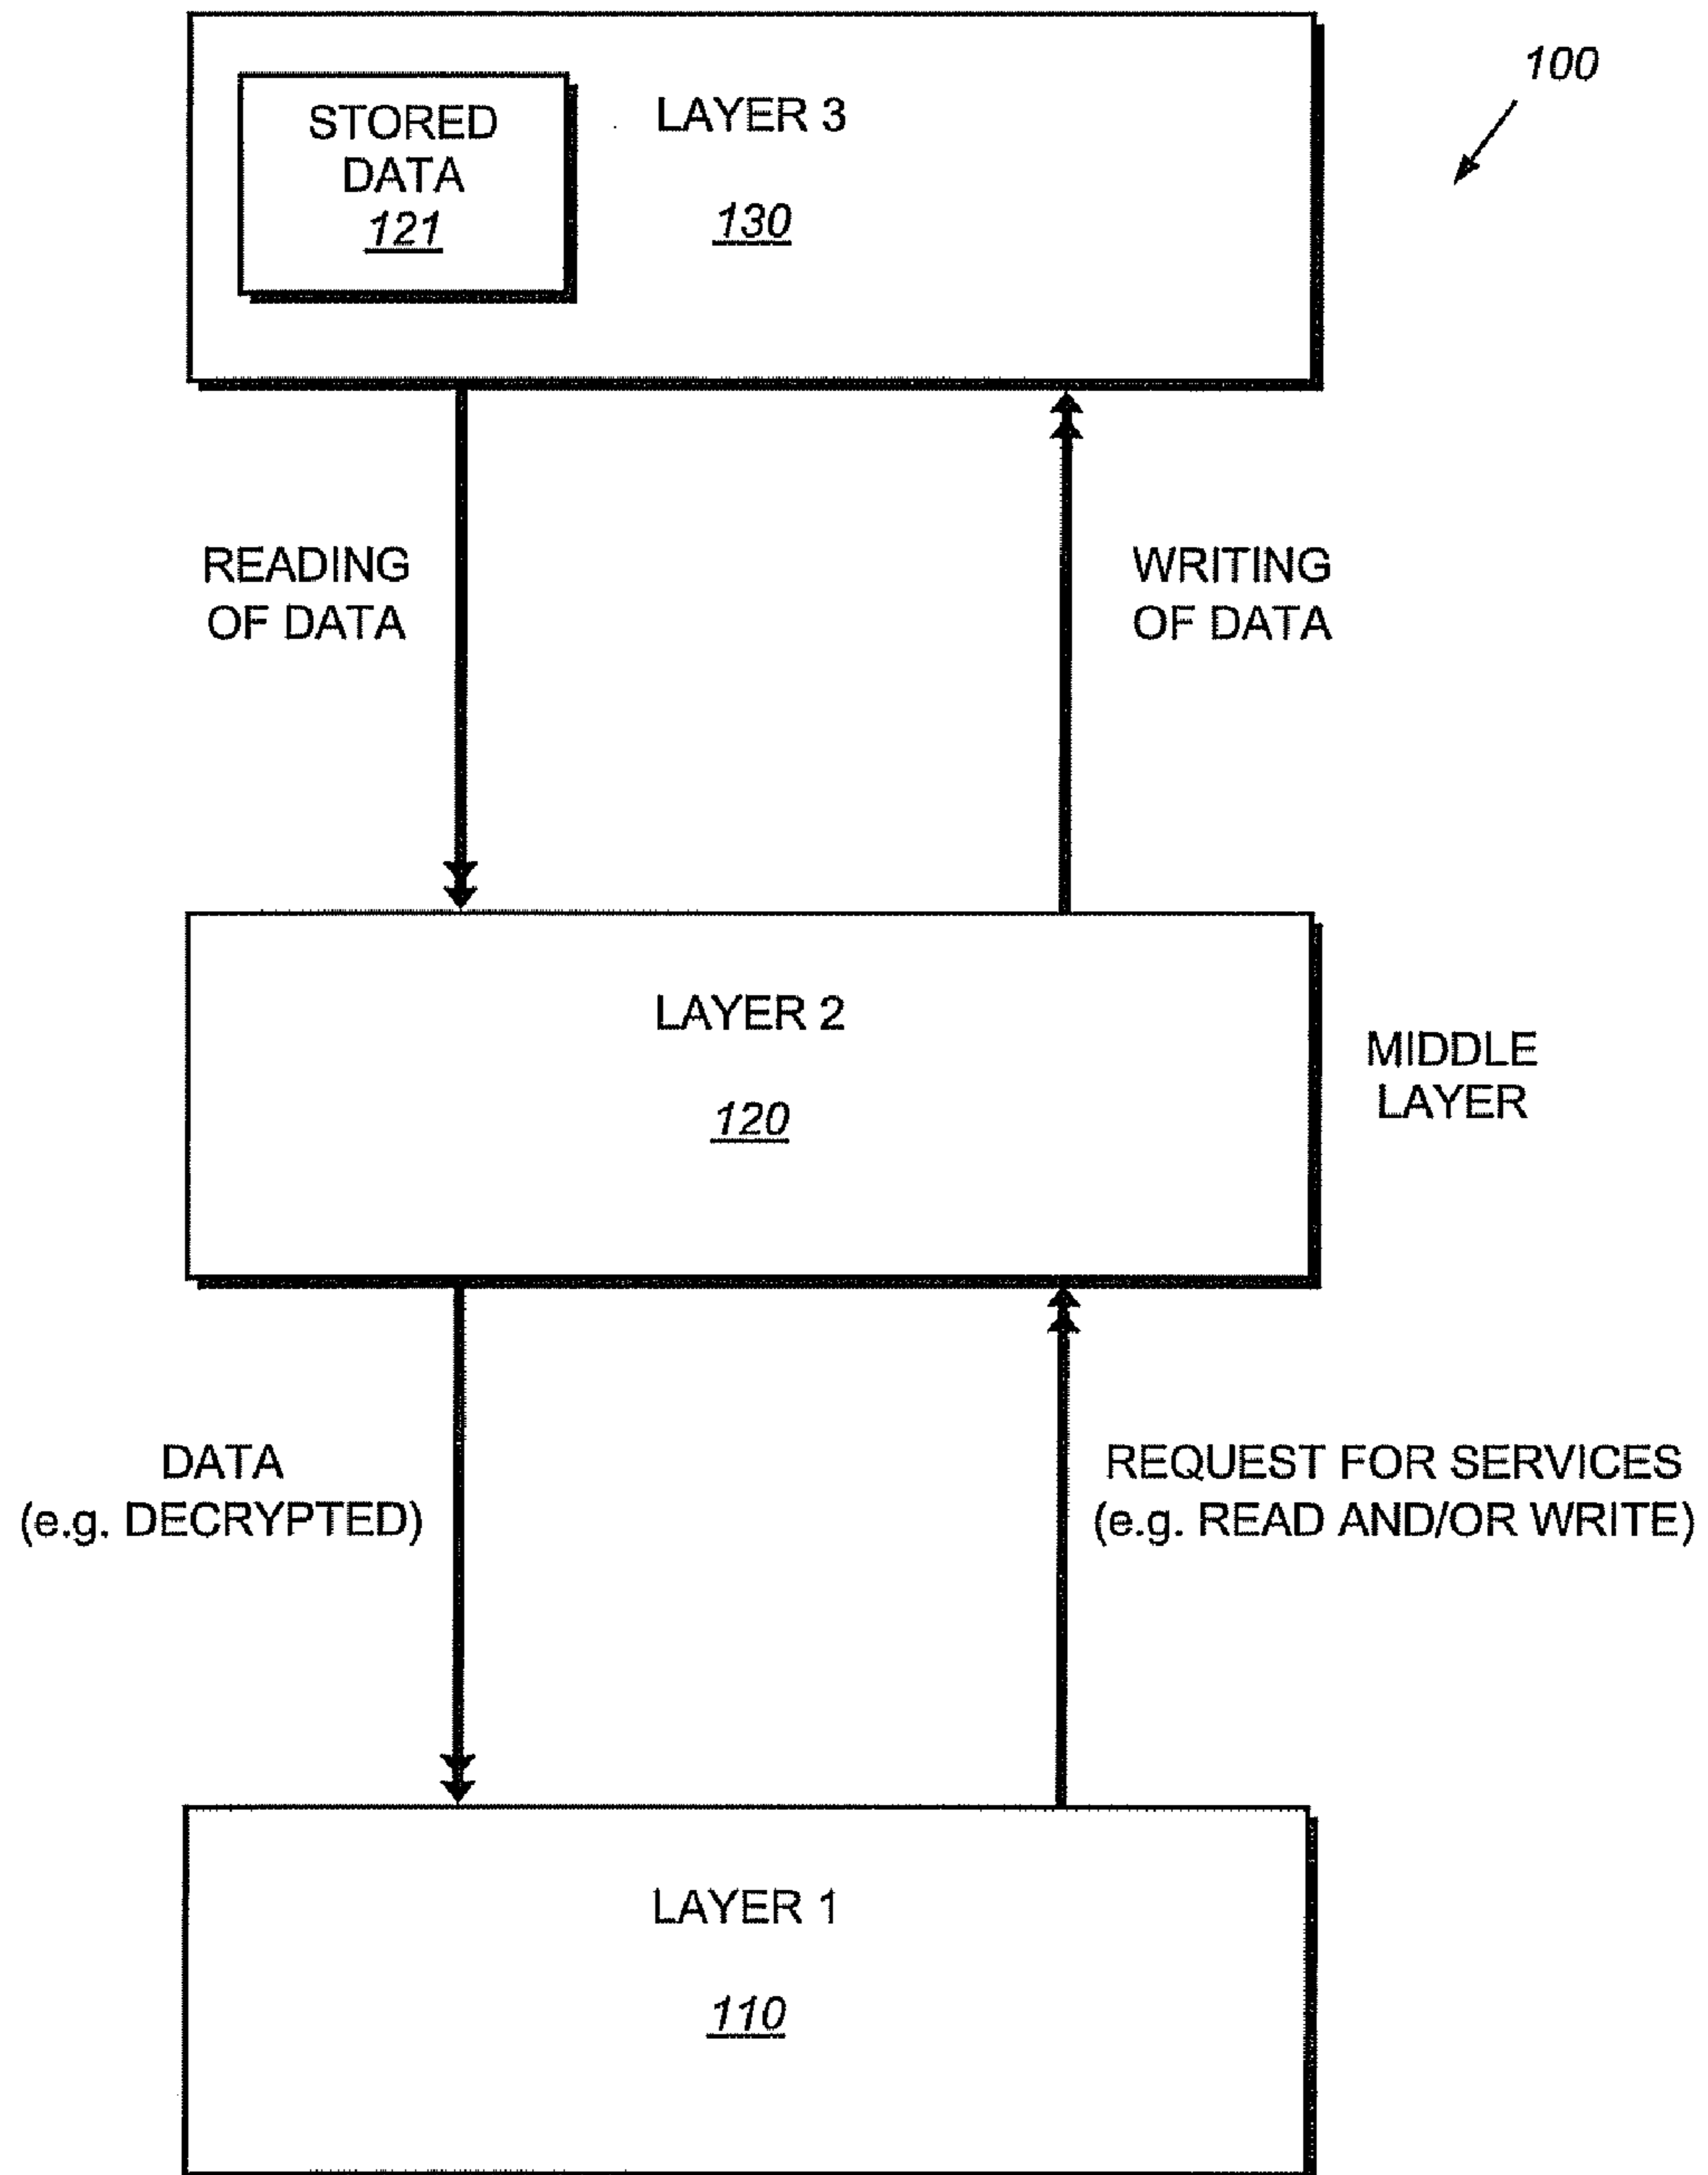 100
STORED
DATA
121
LAYER 3
130
READING
OF DATA
WRITING
OF DATA
LAYER 2
120
MIDDLE
LAYER
DATA
(e.g. DECRYPTED)
REQUEST FOR SERVICES
(e.g. READ AND/OR WRITE)
LAYER 1
110